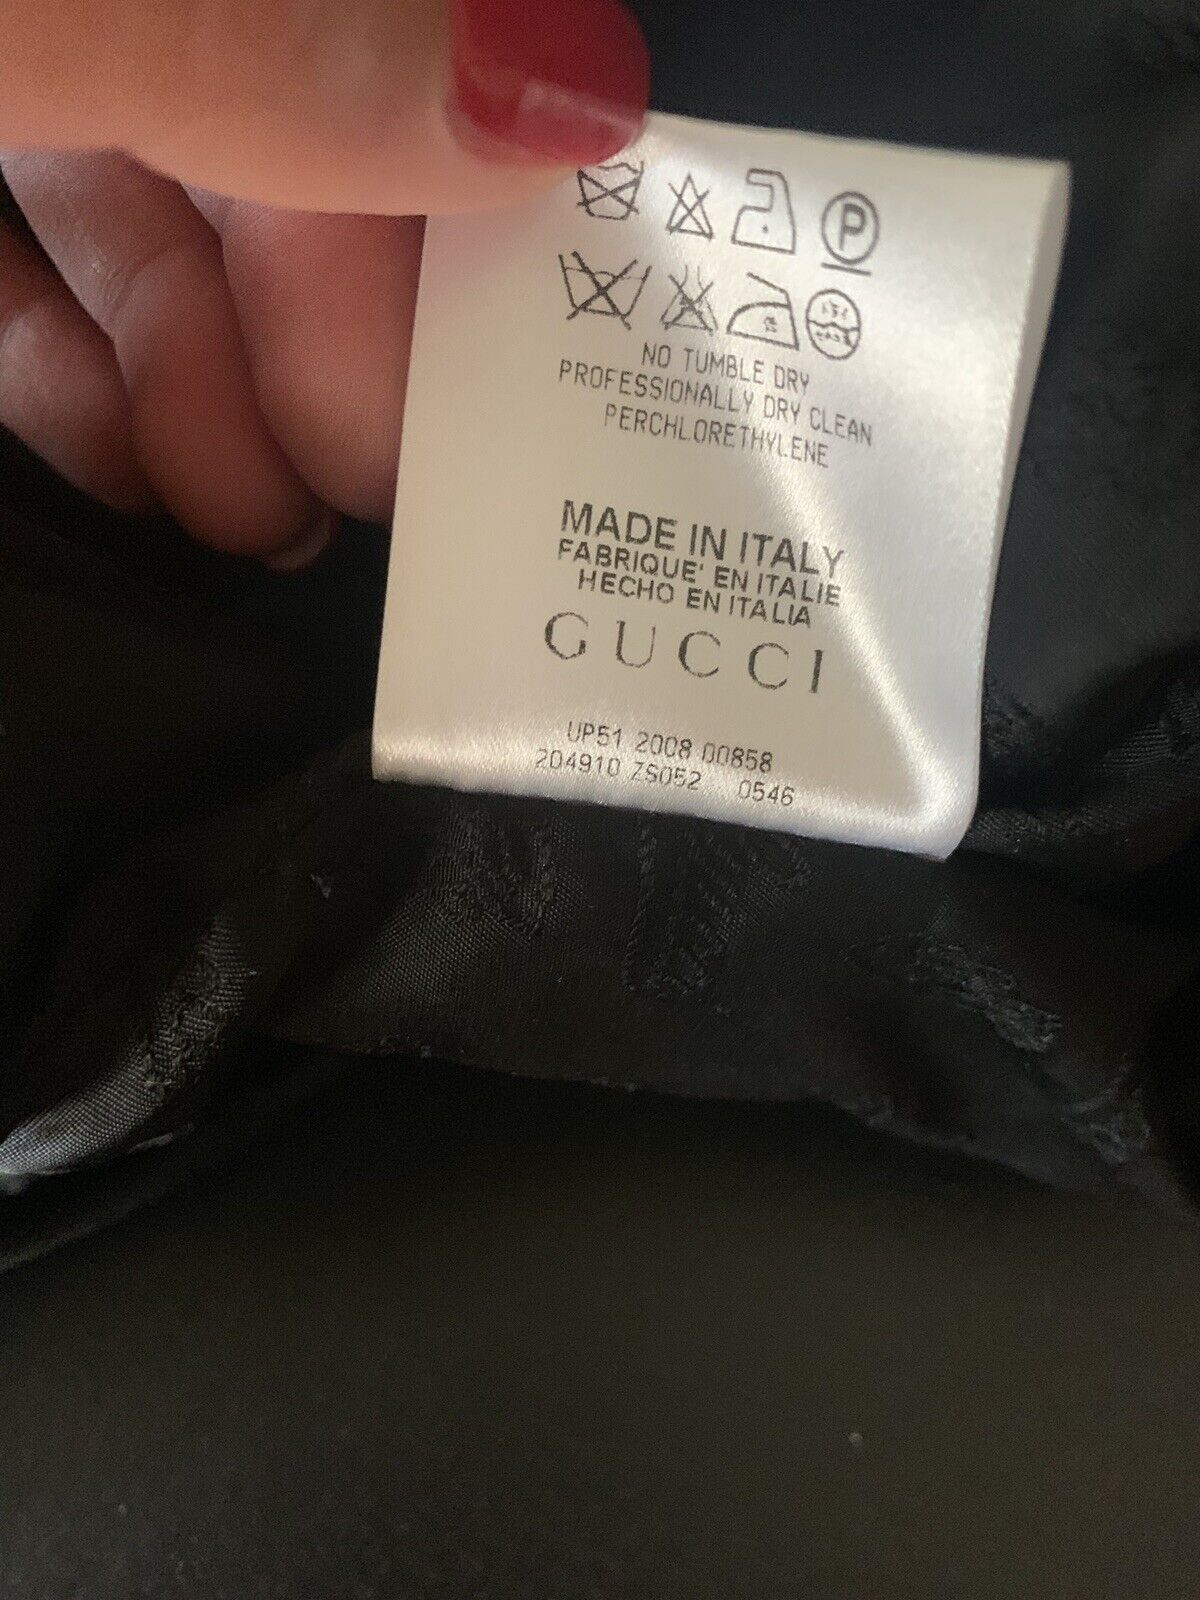 P
NO TUMBLE DRY
PROFESSIONALLY DRY CLEAN
PERCHLORETHYLENE
MADE IN ITALY
FABRIQUE' EN ITALIE
HECHO EN ITALIA
GUCCI
UP51 2008 00858
204910 ZS052 0546